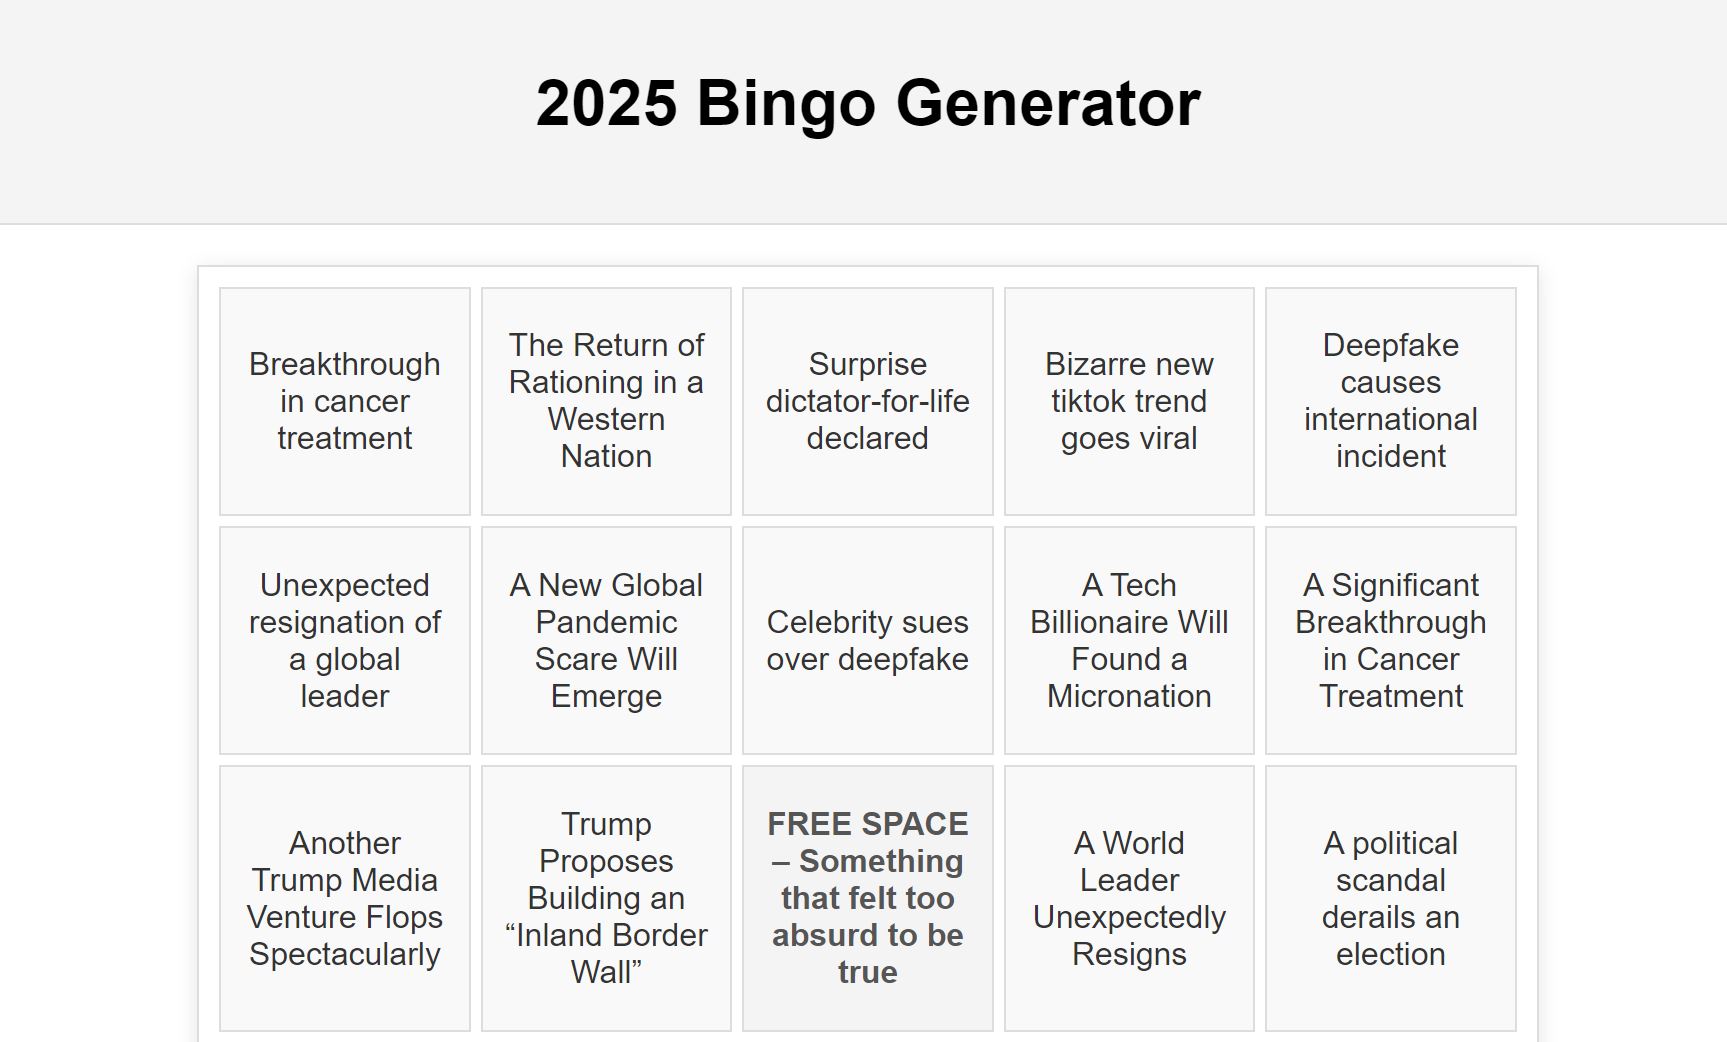 2025 Bingo Generator
Breakthrough
in cancer
treatment
The Return of
Rationing in a
Western
Nation
Surprise
dictator-for-life
declared
Bizarre new
tiktok trend
goes viral
Deepfake
causes
international
incident
Unexpected
resignation of
a global
leader
A New Global
Pandemic
Scare Will
Emerge
Celebrity sues
over deepfake
A Tech
Billionaire Will
Found a
Micronation
A Significant
Breakthrough
in Cancer
Treatment
Another
Trump Media
Venture Flops
Spectacularly
Trump
Proposes
Building an
“Inland Border
Wall”
FREE SPACE
– Something
that felt too
absurd to be
true
A World
Leader
Unexpectedly
Resigns
A political
scandal
derails an
election